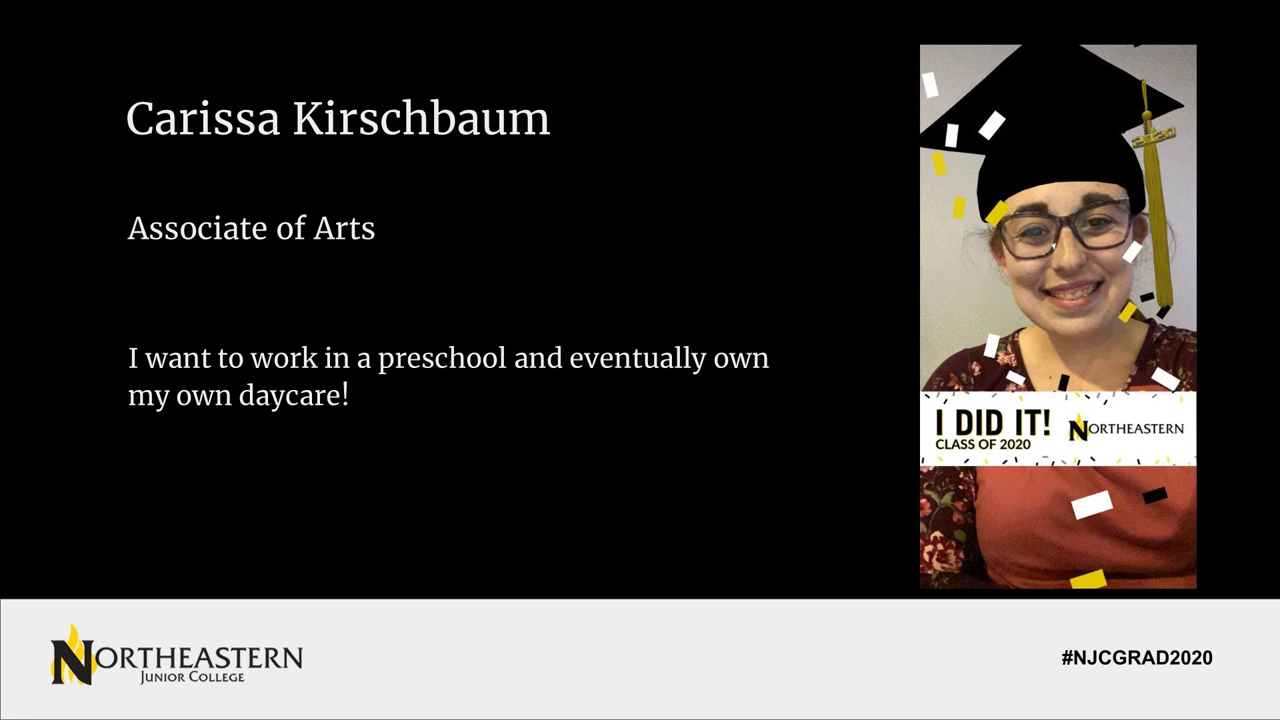 Carissa Kirschbaum
Associate of Arts
I want to work in a preschool and eventually own
my own daycare!
I DID IT!
CLASS OF 2020
NORTHEASTERN
NORTHEASTERN
JUNIOR COLLEGE
#NJCGRAD2020